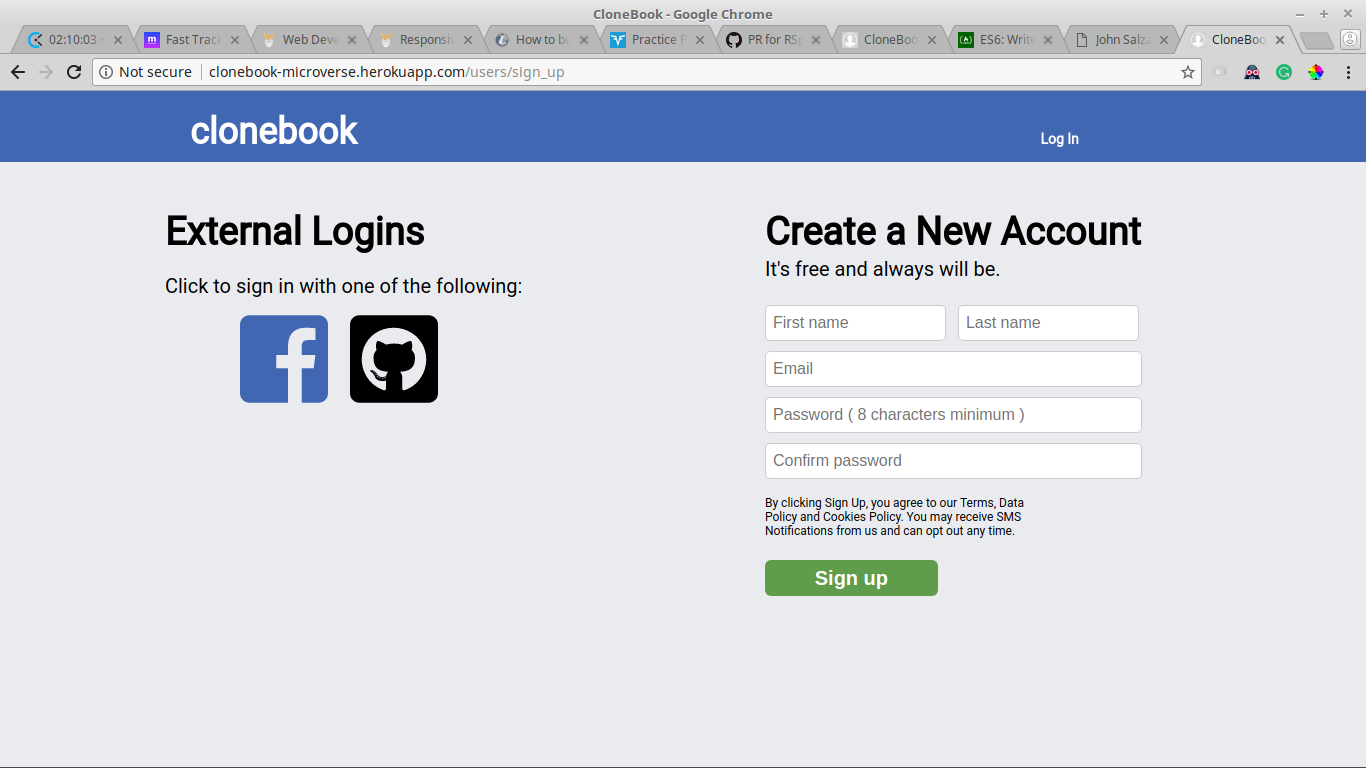 CloneBook - Google Chrome
02:10:03
Fast Track
Web Deve
Responsiv
How to bu
Practice P
PR for RSp
CloneBoo
ES6: Write
John Salza
CloneBoo
Not secure
clonebook-microverse.herokuapp.com/users/sign_up
clonebook
Log In
External Logins
Click to sign in with one of the following:
Create a New Account
It's free and always will be.
First name
Last name
Email
Password ( 8 characters minimum )
Confirm password
By clicking Sign Up, you agree to our Terms, Data
Policy and Cookies Policy. You may receive SMS
Notifications from us and can opt out any time.
Sign up